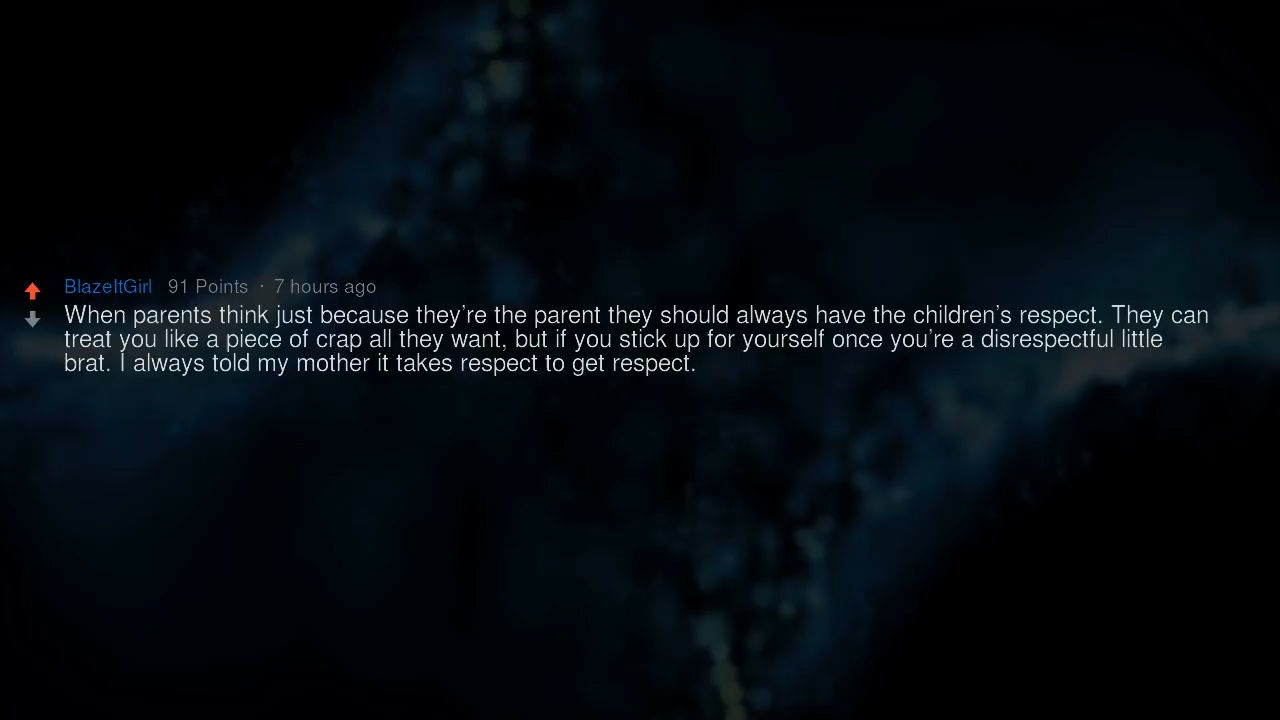 BlazeItGirl 91 Points · 7 hours ago
When parents think just because they're the parent they should always have the children's respect. They can
treat you like a piece of crap all they want, but if you stick up for yourself once you're a disrespectful little
brat. I always told my mother it takes respect to get respect.